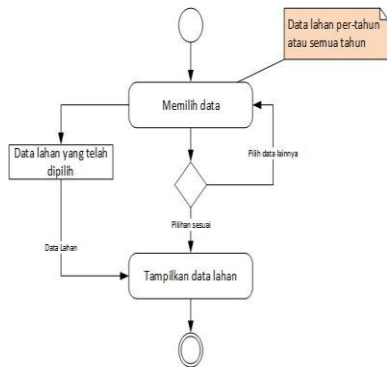 Data lahan per-tahun
atau semua tahun
Memilih data
Data lahan yang telah
dipilih
Pilih data lainnya
Pilihan sesuai
Data Lahan
Tampilkan data lahan